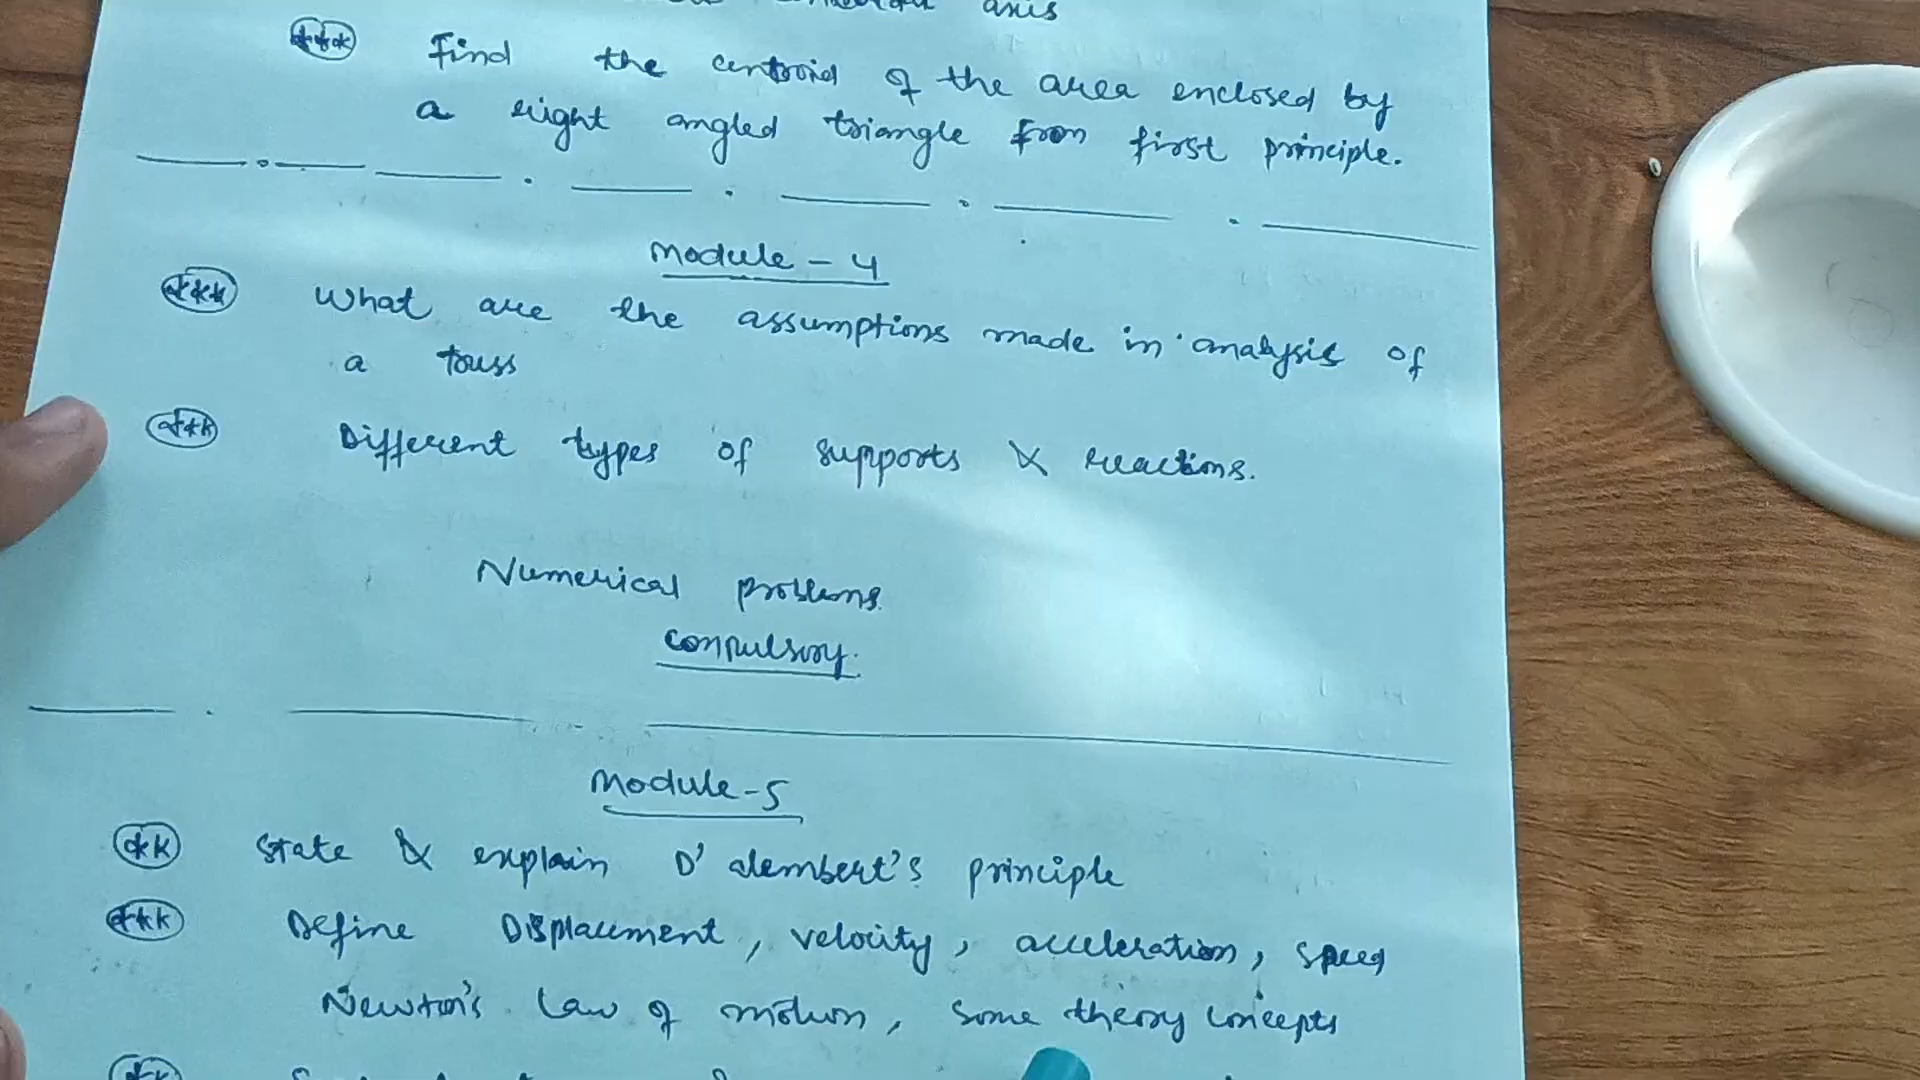 axis
*** Find the centroid of the area enclosed by
a right angled triangle from first principle.
Module - 4
*** What are the assumptions made in analysis of
a truss
*** Different types of supports & reactions.
Numerical problems.
compulsory.
Module-5
** State & explain D'alembert's principle
*** Define Displacement, velocity, acceleration, speed
Newton's law of motion, some theory concepts